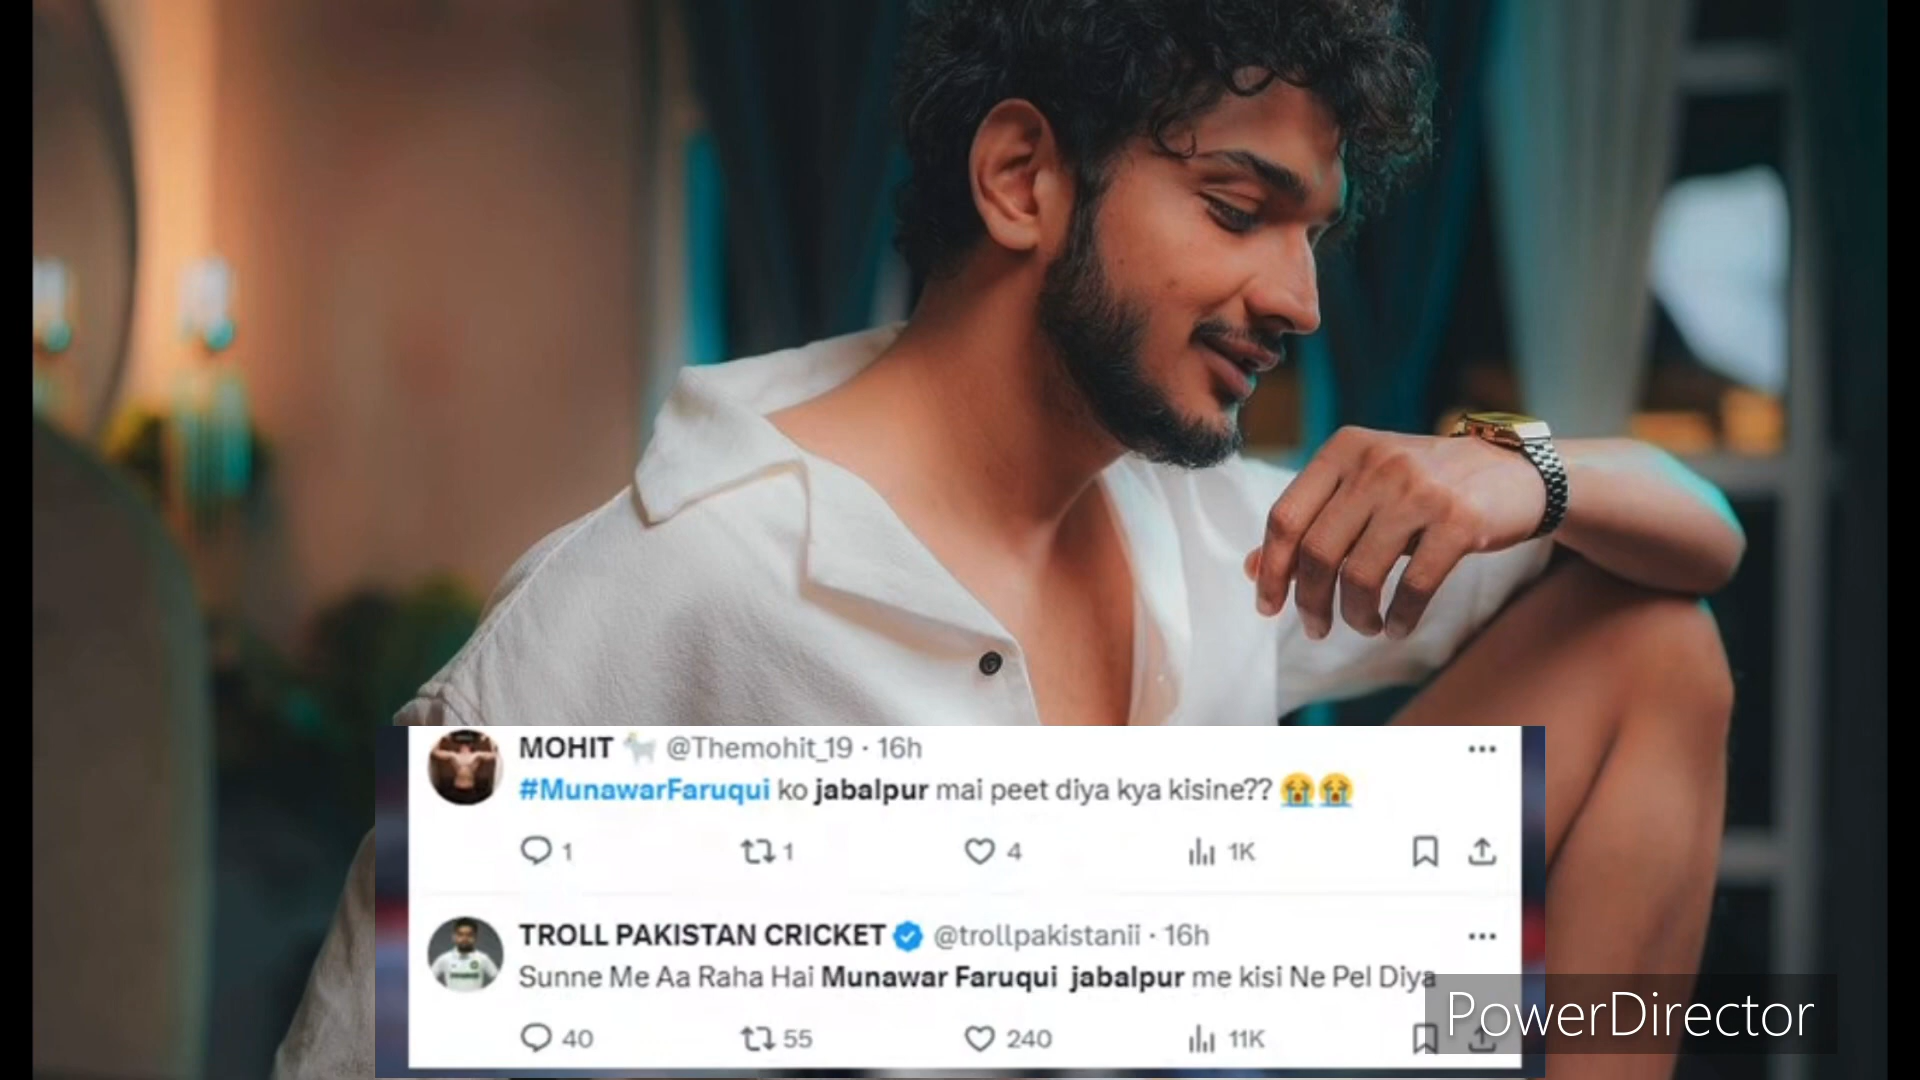 MOHIT 🐐 @Themohit_19 · 16h
#MunawarFaruqui ko jabalpur mai peet diya kya kisine?? 😭😭
1 1 4 1K
TROLL PAKISTAN CRICKET @trollpakistanii · 16h
Sunne Me Aa Raha Hai Munawar Faruqui jabalpur me kisi Ne Pel Diya
40 55 240 11K
PowerDirector